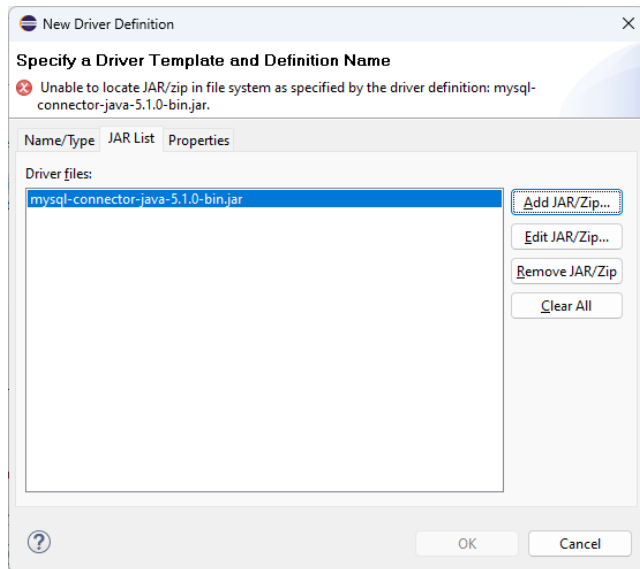 New Driver Definition
Specify a Driver Template and Definition Name
Unable to locate JAR/zip in file system as specified by the driver definition: mysql-
connector-java-5.1.0-bin.jar.
Name/Type JAR List Properties
Driver files:
mysql-connector-java-5.1.0-bin.jar
Add JAR/Zip...
Edit JAR/Zip...
Remove JAR/Zip
Clear All
?
OK Cancel